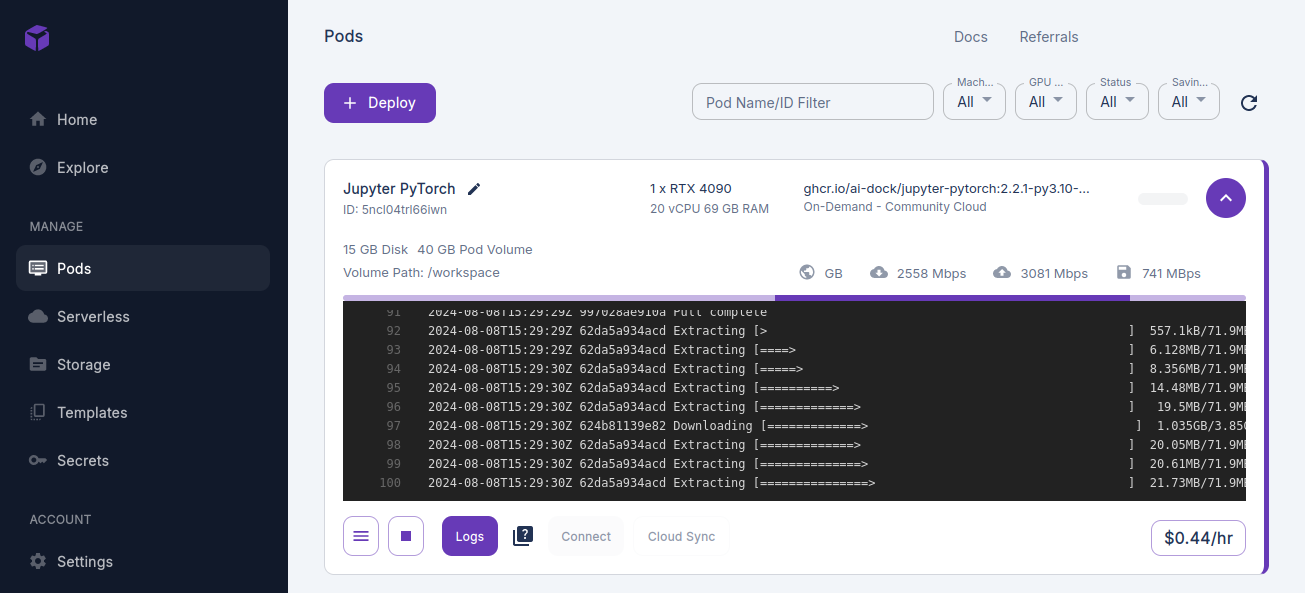 Pods
Docs
Referrals
Home
Explore
MANAGE
Pods
Serverless
Storage
Templates
Secrets
ACCOUNT
Settings
+ Deploy
Pod Name/ID Filter
Mach...
All
GPU ...
All
Status
All
Savin...
All
Jupyter PyTorch
ID: 5ncl04trl66iwn
1 x RTX 4090
20 vCPU 69 GB RAM
ghcr.io/ai-dock/jupyter-pytorch:2.2.1-py3.10-...
On-Demand - Community Cloud
15 GB Disk 40 GB Pod Volume
Volume Path: /workspace
GB
2558 Mbps
3081 Mbps
741 MBps
91 2024-08-08T15:29:29Z 997028ae910a Pull complete
92 2024-08-08T15:29:29Z 62da5a934acd Extracting [> ] 557.1kB/71.9MB
93 2024-08-08T15:29:29Z 62da5a934acd Extracting [====> ] 6.128MB/71.9MB
94 2024-08-08T15:29:30Z 62da5a934acd Extracting [=====> ] 8.356MB/71.9MB
95 2024-08-08T15:29:30Z 62da5a934acd Extracting [==========> ] 14.48MB/71.9MB
96 2024-08-08T15:29:30Z 62da5a934acd Extracting [=============> ] 19.5MB/71.9MB
97 2024-08-08T15:29:30Z 624b81139e82 Downloading [=============> ] 1.035GB/3.85G
98 2024-08-08T15:29:30Z 62da5a934acd Extracting [=============> ] 20.05MB/71.9MB
99 2024-08-08T15:29:30Z 62da5a934acd Extracting [==============> ] 20.61MB/71.9MB
100 2024-08-08T15:29:30Z 62da5a934acd Extracting [===============> ] 21.73MB/71.9MB
Logs
Connect
Cloud Sync
$0.44/hr